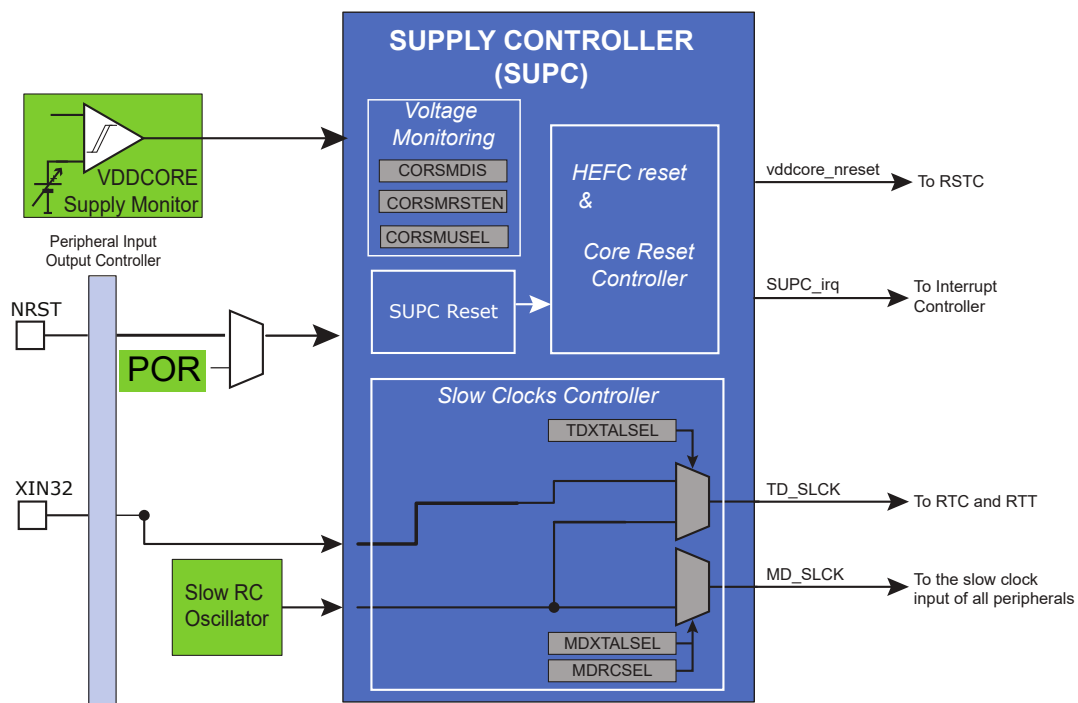 SUPPLY CONTROLLER
(SUPC)
Voltage
Monitoring
CORSMDIS
CORSMRSTEN
CORSMUSEL
VDDCORE
Supply Monitor
HEFC reset
&
Core Reset
Controller
vddcore_nreset
To RSTC
Peripheral Input
Output Controller
SUPC_irq
To Interrupt
Controller
NRST
SUPC Reset
POR
Slow Clocks Controller
TDXTALSEL
XIN32
TD_SLCK
To RTC and RTT
Slow RC
Oscillator
MD_SLCK
To the slow clock
input of all peripherals
MDXTALSEL
MDRCSEL